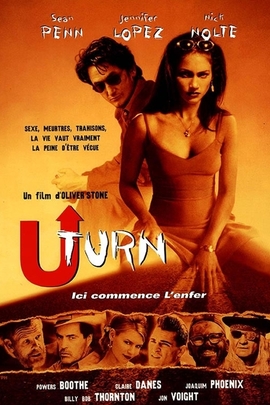 Sean Jennifer Nick
PENN LOPEZ NOLTE
SEXE, MEURTRES, TRAHISONS,
LA VIE VAUT VRAIMENT
LA PEINE D'ÊTRE VÉCUE
Un film d'OLIVER STONE
U TURN
Ici commence L'enfer
POWERS BOOTHE CLAIRE DANES JOAQUIM PHOENIX
BILLY BOB THORNTON JON VOIGHT